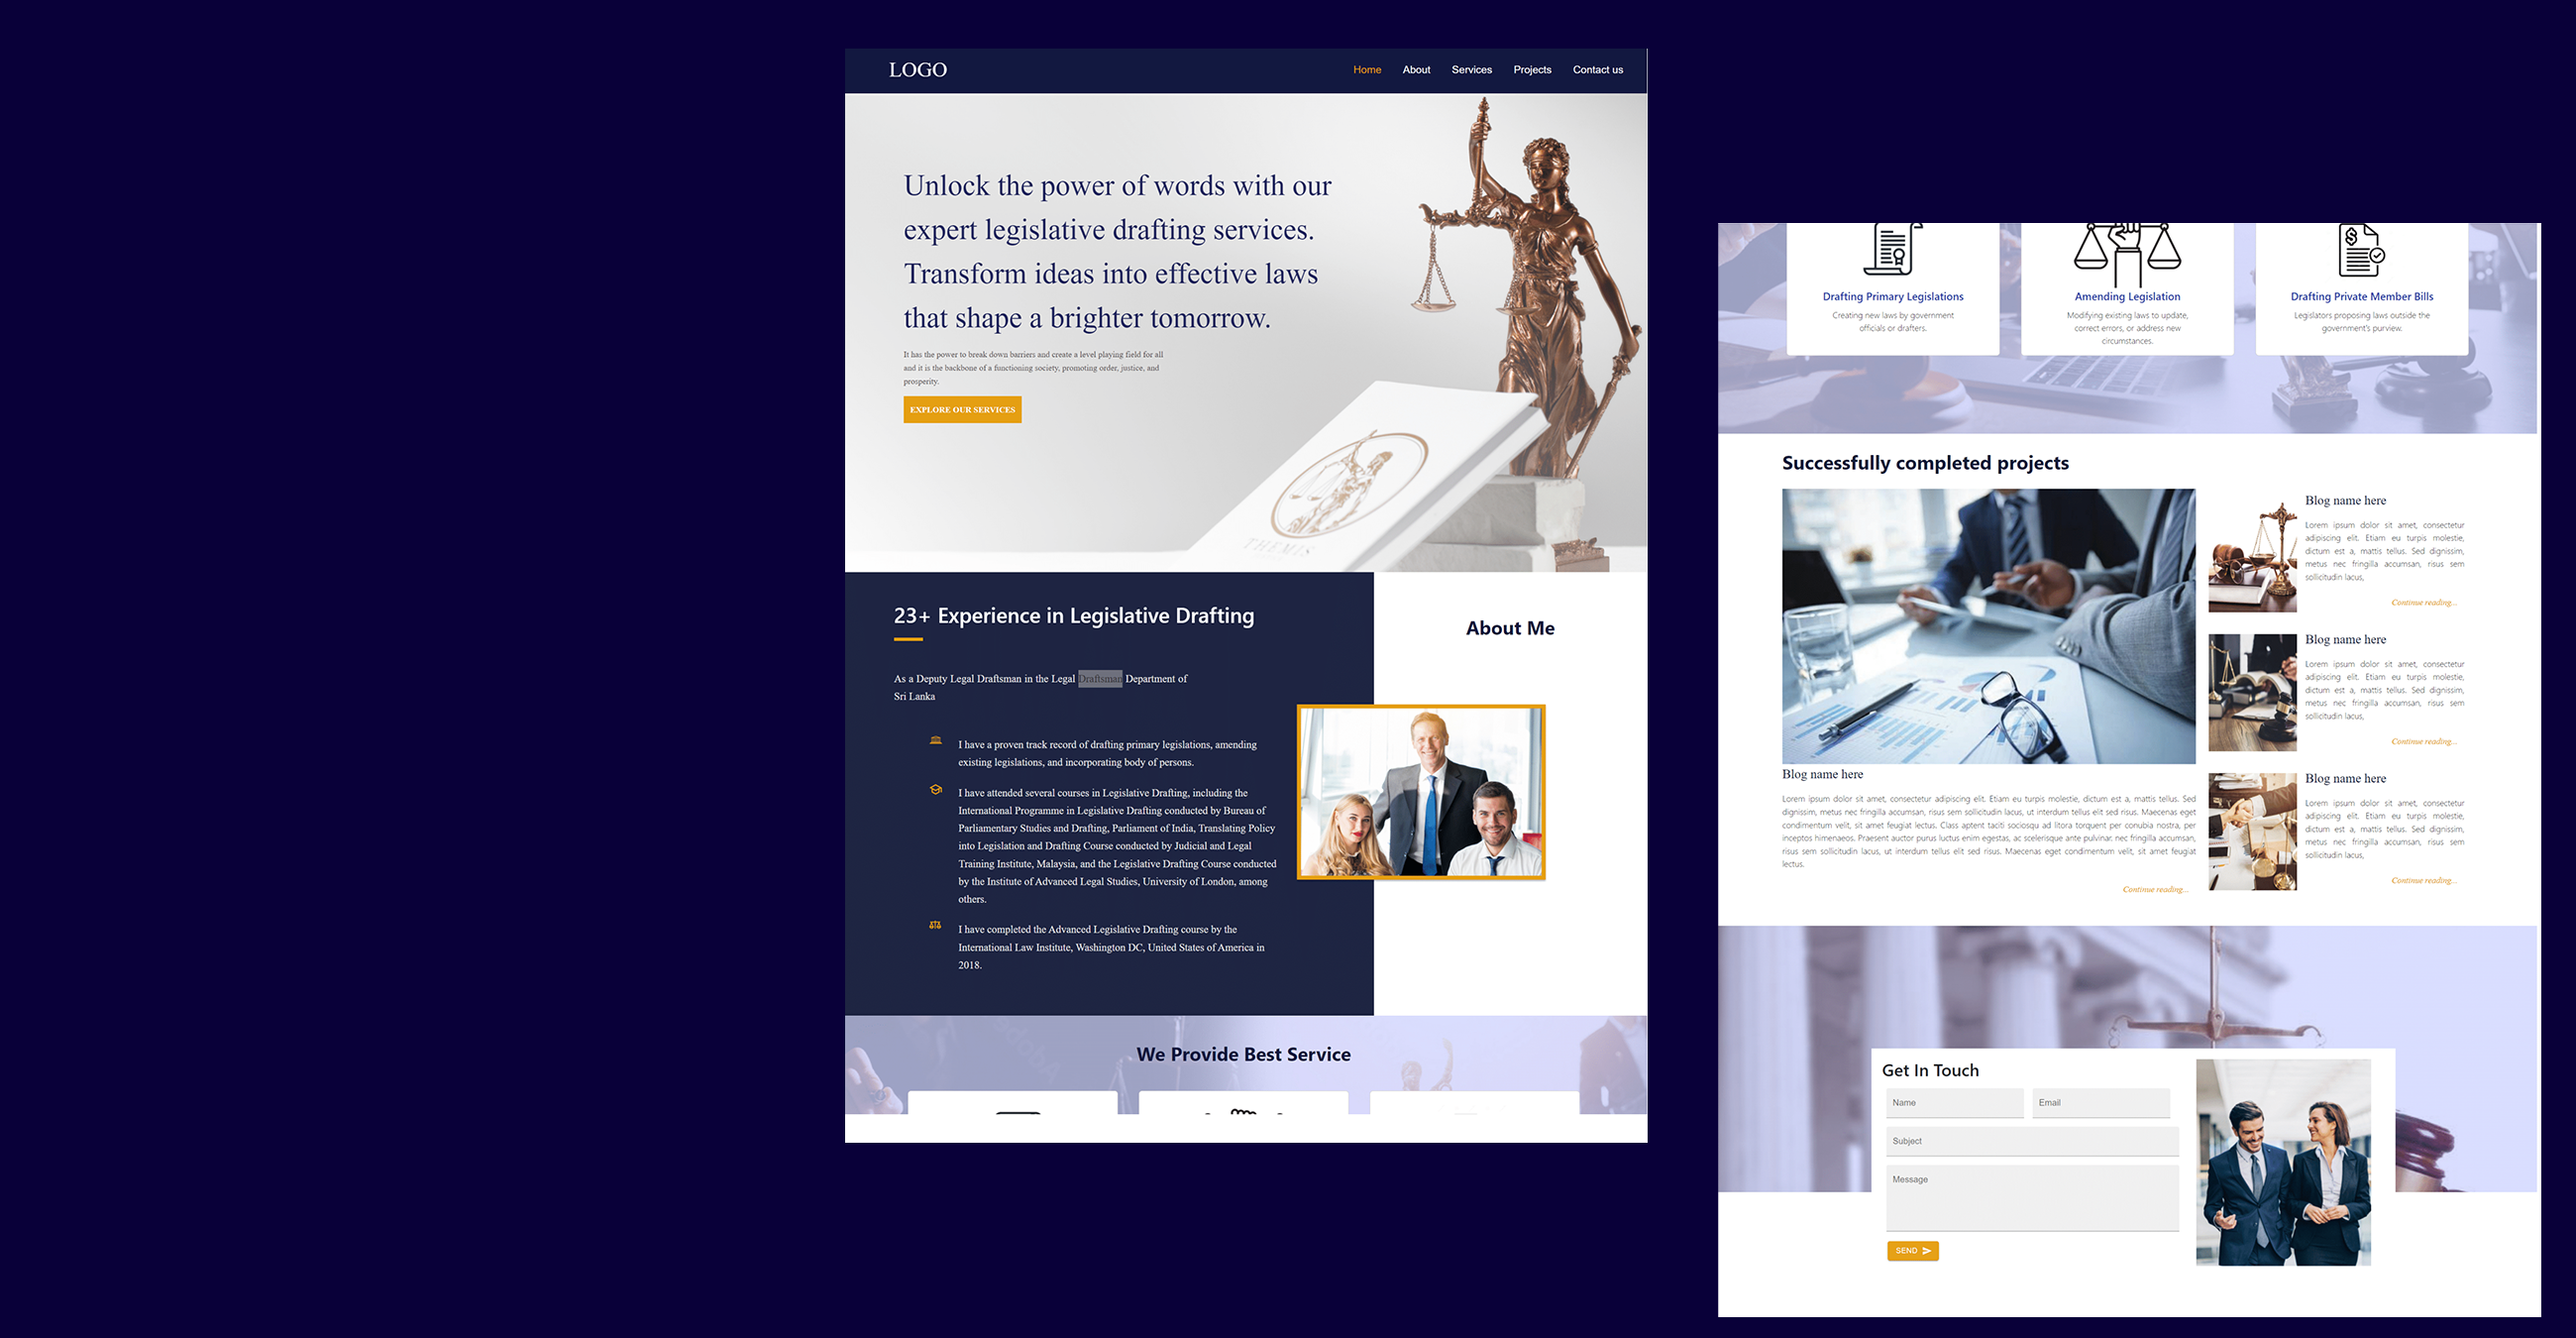 LOGO
Home About Services Projects Contact us
Unlock the power of words with our
expert legislative drafting services.
Transform ideas into effective laws
that shape a brighter tomorrow.
It has the power to break down barriers and create a level playing field for all
and it is the backbone of a functioning society, promoting order, justice, and
prosperity.
EXPLORE OUR SERVICES
THEMIS
23+ Experience in Legislative Drafting
As a Deputy Legal Draftsman in the Legal Draftsman Department of
Sri Lanka
I have a proven track record of drafting primary legislations, amending
existing legislations, and incorporating body of persons.
I have attended several courses in Legislative Drafting, including the
International Programme in Legislative Drafting conducted by Bureau of
Parliamentary Studies and Drafting, Parliament of India, Translating Policy
into Legislation and Drafting Course conducted by Judicial and Legal
Training Institute, Malaysia, and the Legislative Drafting Course conducted
by the Institute of Advanced Legal Studies, University of London, among
others.
I have completed the Advanced Legislative Drafting course by the
International Law Institute, Washington DC, United States of America in
2018.
About Me
We Provide Best Service
Drafting Primary Legislations
Creating new laws by government
officials or drafters.
Amending Legislation
Modifying existing laws to update,
correct errors, or address new
circumstances.
Drafting Private Member Bills
Legislators proposing laws outside the
government's purview.
Successfully completed projects
Blog name here
Lorem ipsum dolor sit amet, consectetur adipiscing elit. Etiam eu turpis molestie, dictum est a, mattis tellus. Sed
dignissim, metus nec fringilla accumsan, risus sem sollicitudin lacus, ut interdum tellus elit sed risus. Maecenas eget
condimentum velit, sit amet feugiat lectus. Class aptent taciti sociosqu ad litora torquent per conubia nostra, per
inceptos himenaeos. Praesent auctor purus luctus enim egestas, ac scelerisque ante pulvinar. nec fringilla accumsan,
risus sem sollicitudin lacus, ut interdum tellus elit sed risus. Maecenas eget condimentum velit, sit amet feugiat
lectus.
Continue reading...
Blog name here
Lorem ipsum dolor sit amet, consectetur
adipiscing elit. Etiam eu turpis molestie,
dictum est a, mattis tellus. Sed dignissim,
metus nec fringilla accumsan, risus sem
sollicitudin lacus,
Continue reading...
Blog name here
Lorem ipsum dolor sit amet, consectetur
adipiscing elit. Etiam eu turpis molestie,
dictum est a, mattis tellus. Sed dignissim,
metus nec fringilla accumsan, risus sem
sollicitudin lacus,
Continue reading...
Blog name here
Lorem ipsum dolor sit amet, consectetur
adipiscing elit. Etiam eu turpis molestie,
dictum est a, mattis tellus. Sed dignissim,
metus nec fringilla accumsan, risus sem
sollicitudin lacus,
Continue reading...
Get In Touch
Name Email
Subject
Message
SEND